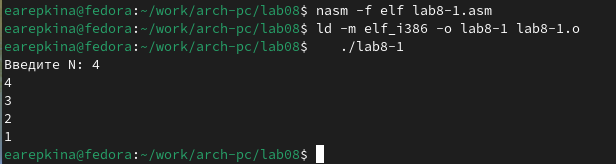 earepkina@fedora:~/work/arch-pc/lab08$ nasm -f elf lab8-1.asm
earepkina@fedora:~/work/arch-pc/lab08$ ld -m elf_i386 -o lab8-1 lab8-1.o
earepkina@fedora:~/work/arch-pc/lab08$    ./lab8-1
Введите N: 4
4
3
2
1
earepkina@fedora:~/work/arch-pc/lab08$